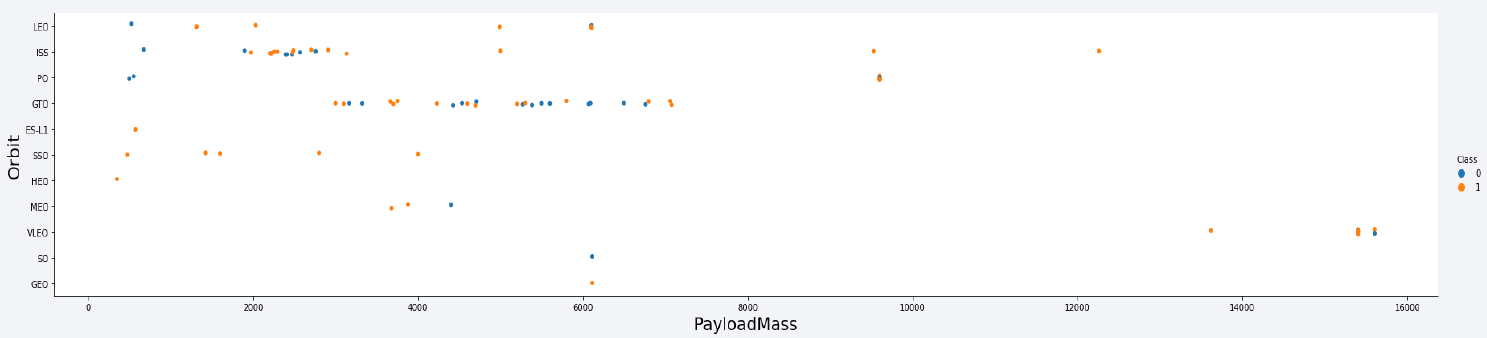 Orbit
LEO
ISS
PO
GTO
ES-L1
SSO
HEO
MEO
VLEO
SO
GEO
0 2000 4000 6000 8000 10000 12000 14000 16000
PayloadMass
Class
0
1